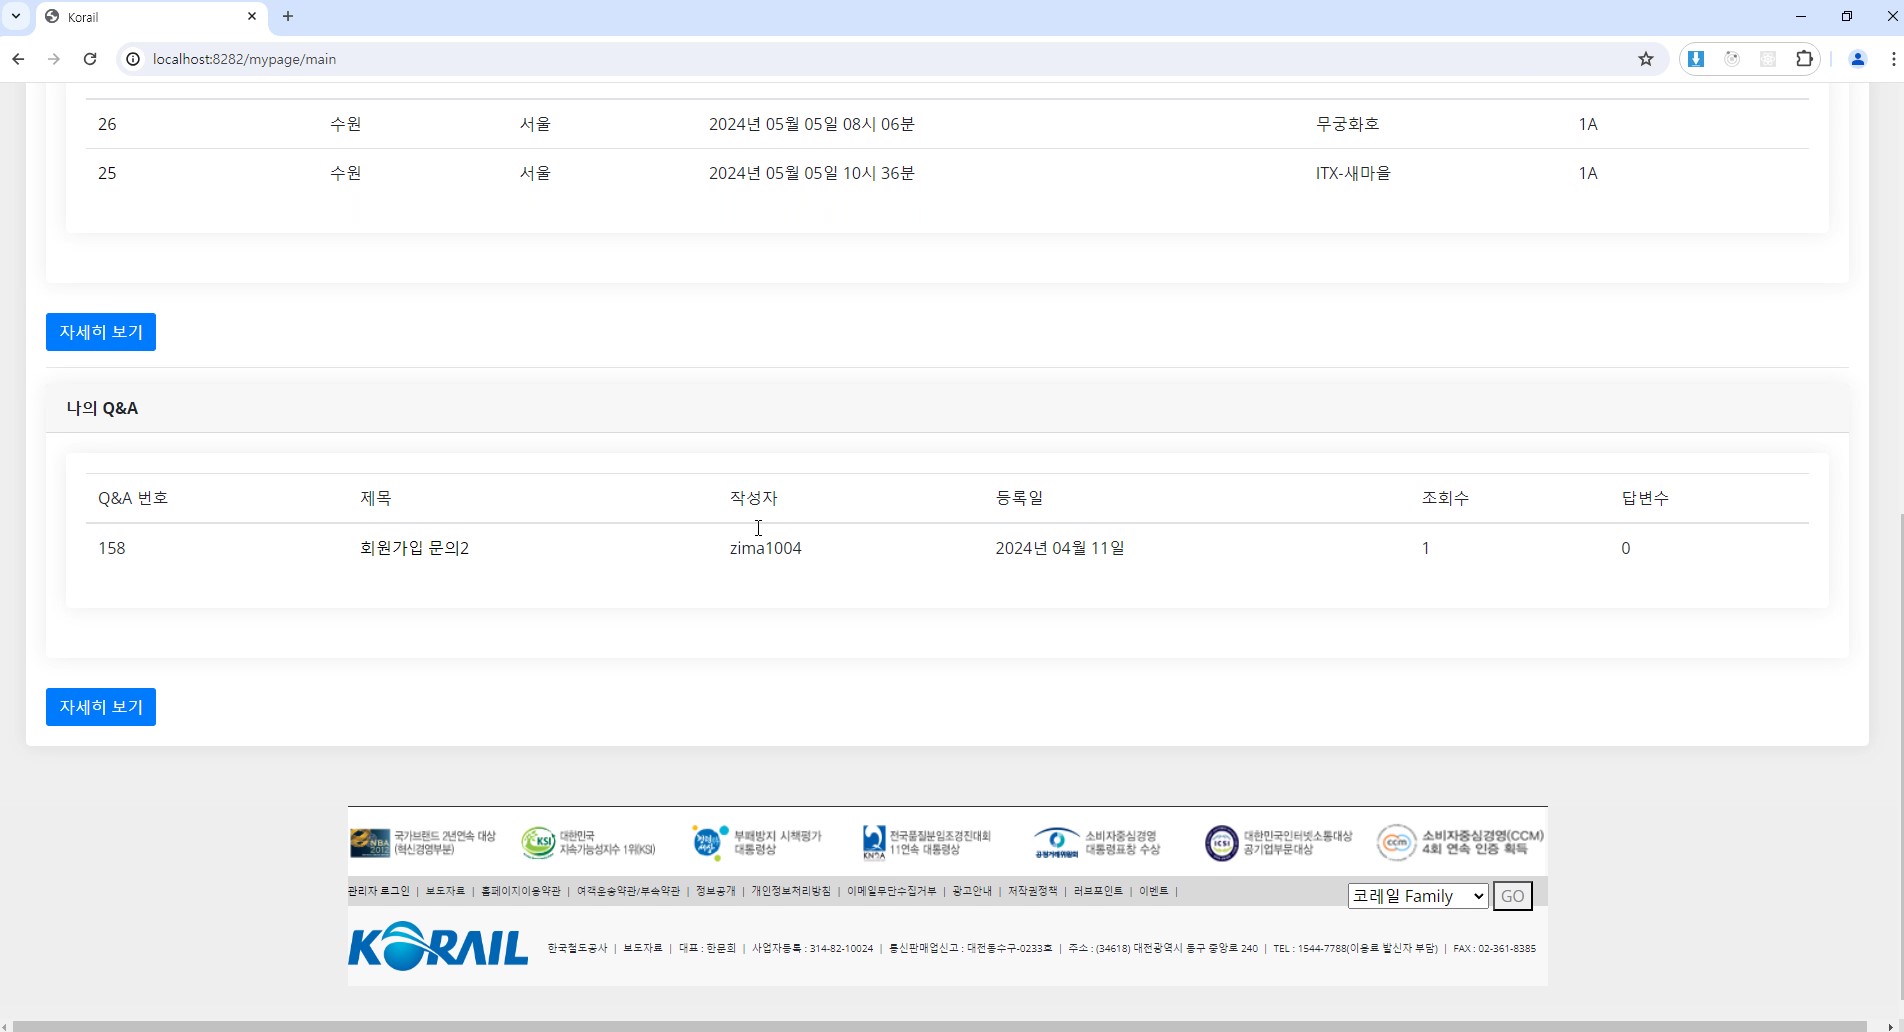 Korail
localhost:8282/mypage/main
26 수원 서울 2024년 05월 05일 08시 06분 무궁화호 1A
25 수원 서울 2024년 05월 05일 10시 36분 ITX-새마을 1A
자세히 보기
나의 Q&A
Q&A 번호 제목 작성자 등록일 조회수 답변수
158 회원가입 문의2 zima1004 2024년 04월 11일 1 0
자세히 보기
NBA 2012 국가브랜드 2년연속 대상 (혁신경영부분)
KSI 대한민국 지속가능성지수 1위(KSI)
부패방지 시책평가 대통령상
전국품질분임조경진대회 11연속 대통령상
공정거래위원회 소비자중심경영 대통령표창 수상
ICSI 대한민국인터넷소통대상 공기업부문대상
ccm 소비자중심경영(CCM) 4회 연속 인증 획득
관리자 로그인 | 보도자료 | 홈페이지이용약관 | 여객운송약관/부속약관 | 정보공개 | 개인정보처리방침 | 이메일무단수집거부 | 광고안내 | 저작권정책 | 러브포인트 | 이벤트 |
코레일 Family GO
KORAIL 한국철도공사 | 보도자료 | 대표 : 한문희 | 사업자등록 : 314-82-10024 | 통신판매업신고 : 대전동수구-0233호 | 주소 : (34618) 대전광역시 동구 중앙로 240 | TEL : 1544-7788(이용료 발신자 부담) | FAX : 02-361-8385